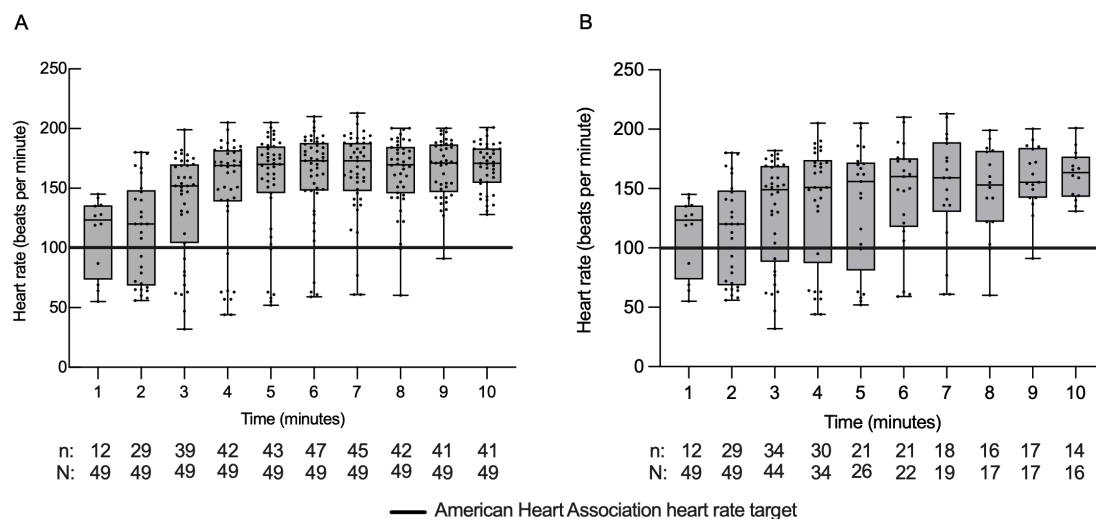 A
250
200
150
100
50
0
Heart rate (beats per minute)
1 2 3 4 5 6 7 8 9 10
Time (minutes)
n: 12 29 39 42 43 47 45 42 41 41
N: 49 49 49 49 49 49 49 49 49 49
B
250
200
150
100
50
0
Heart rate (beats per minute)
1 2 3 4 5 6 7 8 9 10
Time (minutes)
n: 12 29 34 30 21 21 18 16 17 14
N: 49 49 44 34 26 22 19 17 17 16
American Heart Association heart rate target